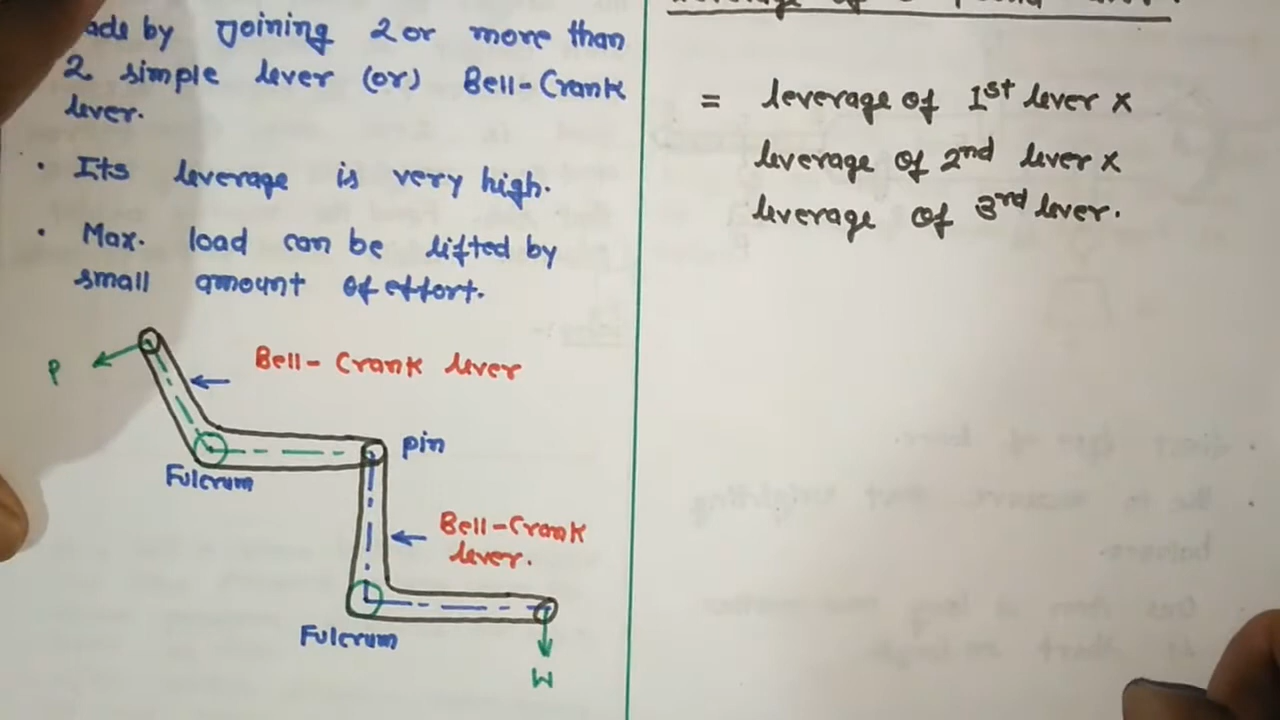 by joining 2 or more than
2 simple lever (or) Bell-Crank
lever.
• Its leverage is very high.
• Max. load can be lifted by
small amount of effort.
P
Bell-Crank lever
Fulcrum
pin
Bell-Crank
lever.
Fulcrum
W
= leverage of 1st lever ×
leverage of 2nd lever ×
leverage of 3rd lever.